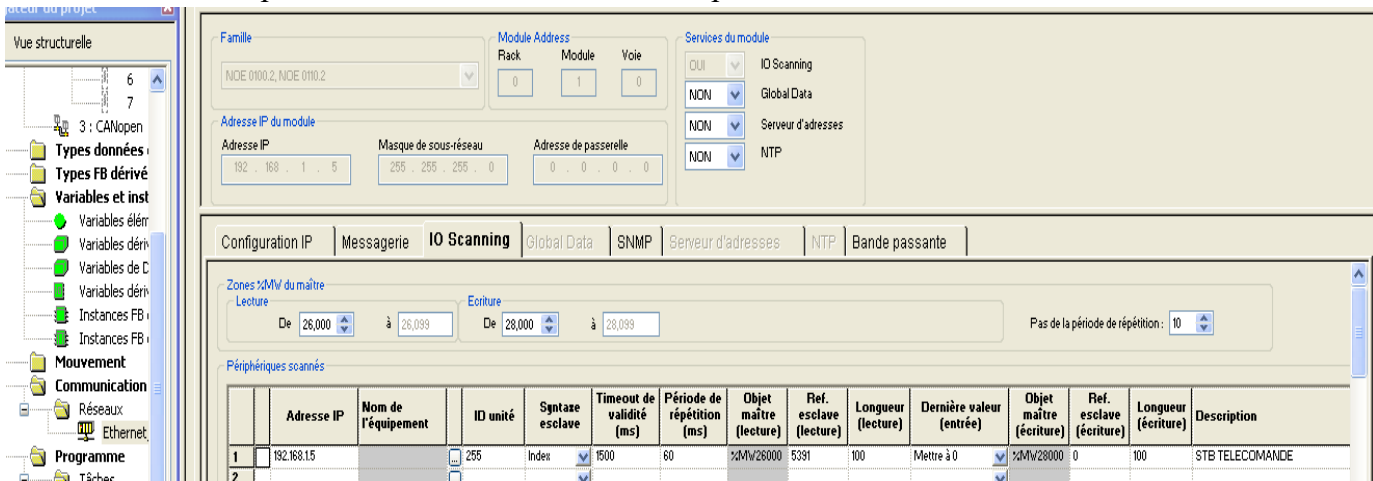 Vue structurelle
6
7
3 : CANopen
Types données
Types FB dérivé
Variables et inst
Variables élém
Variables dériv
Variables de D
Variables dériv
Instances FB
Instances FB
Mouvement
Communication
Réseaux
Ethernet_
Programme
Tâches
Famille
NOE 0100.2, NOE 0110.2
Module Address
Rack Module Voie
0 1 0
Adresse IP du module
Adresse IP Masque de sous-réseau Adresse de passerelle
192 . 168 . 1 . 5 255 . 255 . 255 . 0 0 . 0 . 0 . 0
Services du module
OUI IO Scanning
NON Global Data
NON Serveur d'adresses
NON NTP
Configuration IP Messagerie IO Scanning Global Data SNMP Serveur d'adresses NTP Bande passante
Zones %MW du maître
Lecture Ecriture
De 26,000 à 26,099 De 28,000 à 28,099 Pas de la période de répétition : 10
Périphériques scannés
Adresse IP Nom de l'équipement ID unité Syntaxe esclave Timeout de validité (ms) Période de répétition (ms) Objet maître (lecture) Ref. esclave (lecture) Longueur (lecture) Dernière valeur (entrée) Objet maître (écriture) Ref. esclave (écriture) Longueur (écriture) Description
1 192.168.1.5 ... 255 Index 1500 60 %MW26000 5391 100 Mettre à 0 %MW28000 0 100 STB TELECOMANDE
2